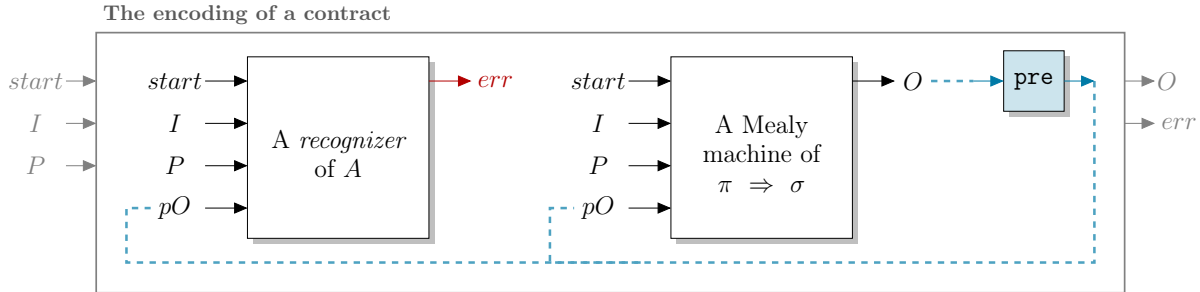 The encoding of a contract
start
I
P
start
I
P
pO
A recognizer
of A
err
start
I
P
pO
A Mealy
machine of
π ⇒ σ
O
pre
O
err